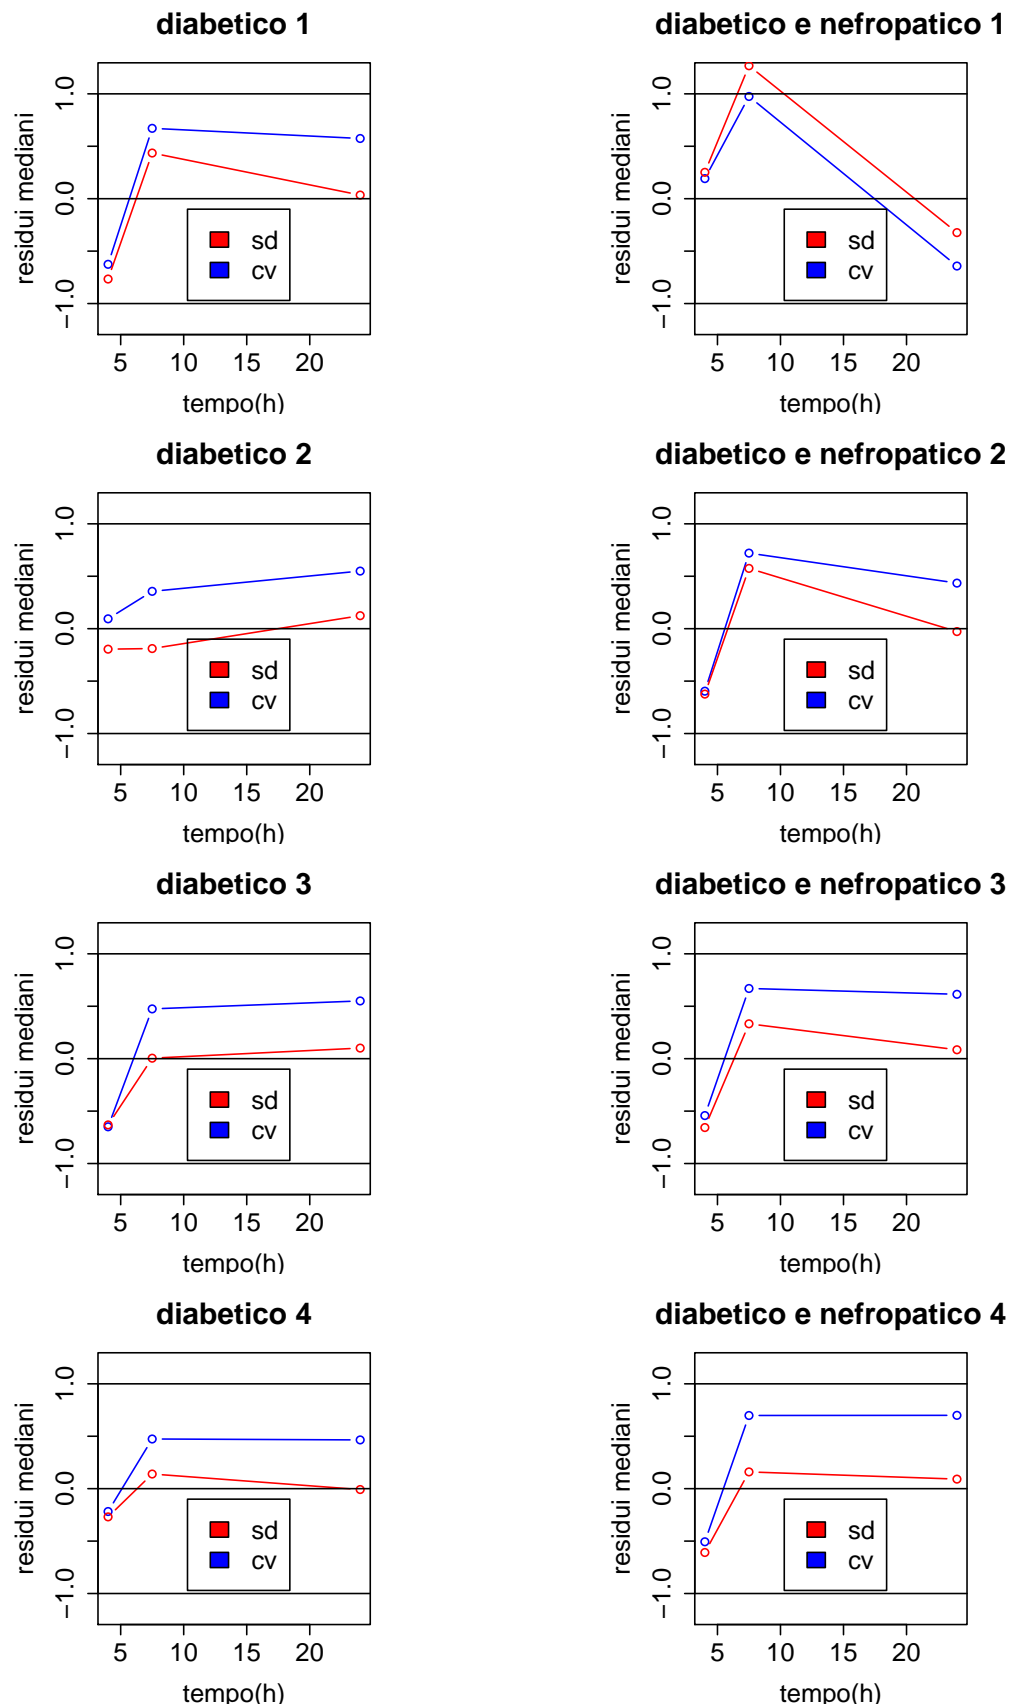 diabetico 1
residui mediani
1.0
0.0
−1.0
sd
cv
5 10 15 20
tempo(h)
diabetico e nefropatico 1
residui mediani
1.0
0.0
−1.0
sd
cv
5 10 15 20
tempo(h)
diabetico 2
residui mediani
1.0
0.0
−1.0
sd
cv
5 10 15 20
tempo(h)
diabetico e nefropatico 2
residui mediani
1.0
0.0
−1.0
sd
cv
5 10 15 20
tempo(h)
diabetico 3
residui mediani
1.0
0.0
−1.0
sd
cv
5 10 15 20
tempo(h)
diabetico e nefropatico 3
residui mediani
1.0
0.0
−1.0
sd
cv
5 10 15 20
tempo(h)
diabetico 4
residui mediani
1.0
0.0
−1.0
sd
cv
5 10 15 20
tempo(h)
diabetico e nefropatico 4
residui mediani
1.0
0.0
−1.0
sd
cv
5 10 15 20
tempo(h)